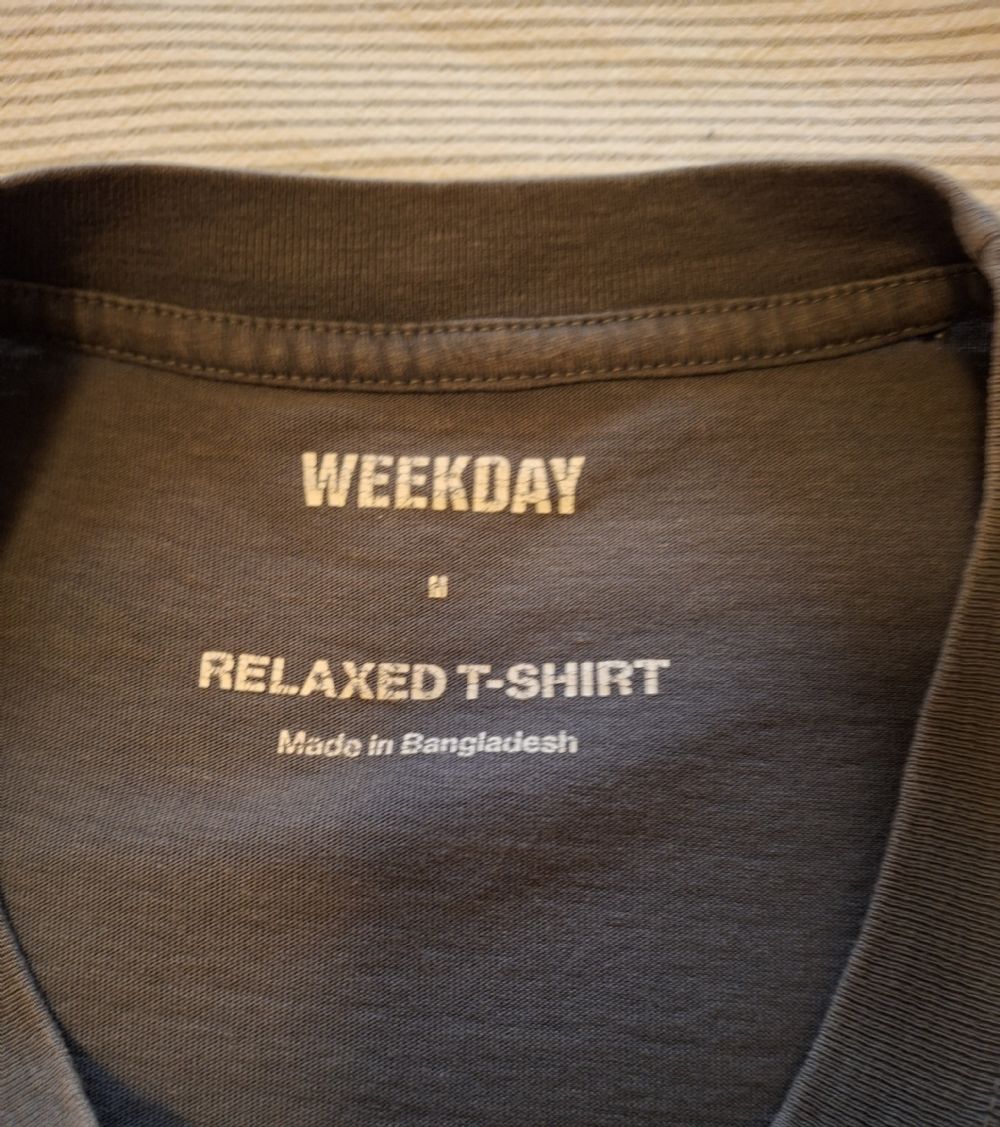 WEEKDAY
M
RELAXED T-SHIRT
Made in Bangladesh